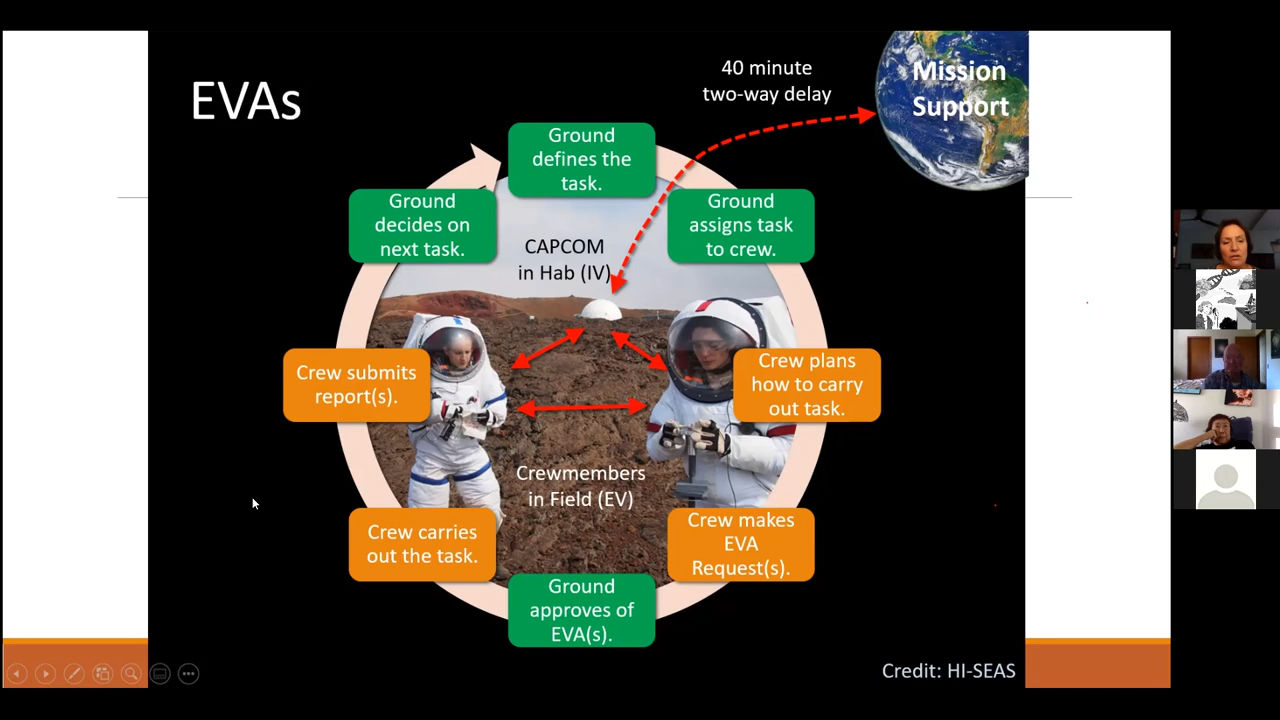 EVAs
40 minute
two-way delay
Mission
Support
Ground
defines the
task.
Ground
assigns task
to crew.
Crew plans
how to carry
out task.
Crew makes
EVA
Request(s).
Ground
approves of
EVA(s).
Crew carries
out the task.
Crew submits
report(s).
Ground
decides on
next task.
CAPCOM
in Hab (IV)
Crewmembers
in Field (EV)
Credit: HI-SEAS